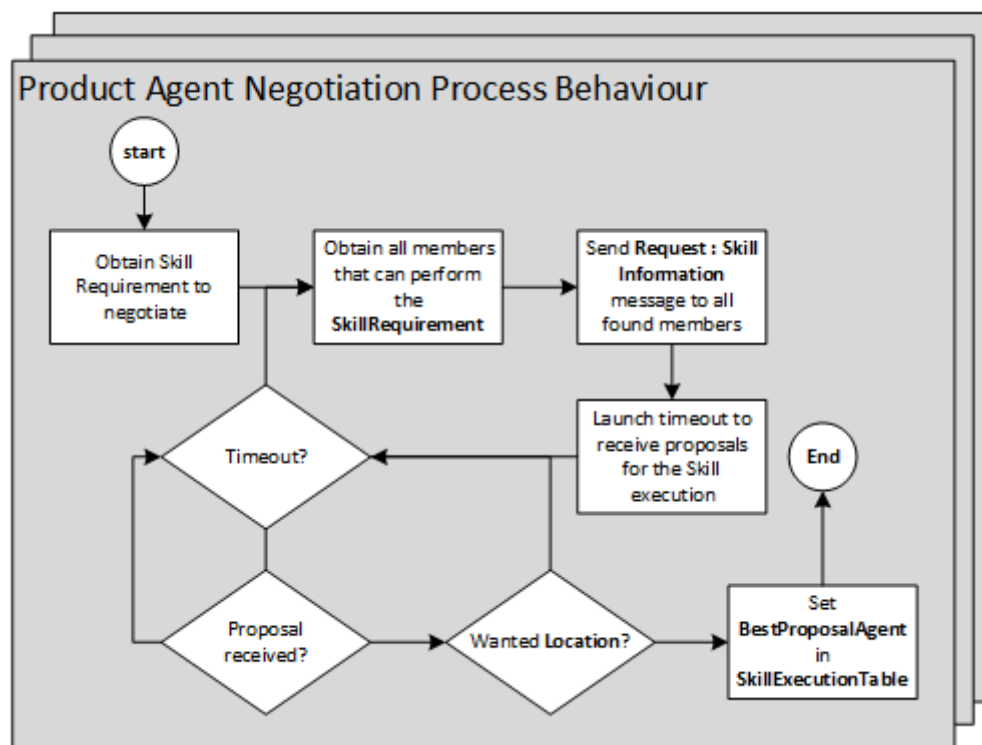 Product Agent Negotiation Process Behaviour
start
Obtain Skill
Requirement to
negotiate
Obtain all members
that can perform
the
SkillRequirement
Send Request : Skill
Information
message to all
found members
Launch timeout to
receive proposals
for the Skill
execution
Timeout?
End
Proposal
received?
Wanted Location?
Set
BestProposalAgent
in
SkillExecutionTable